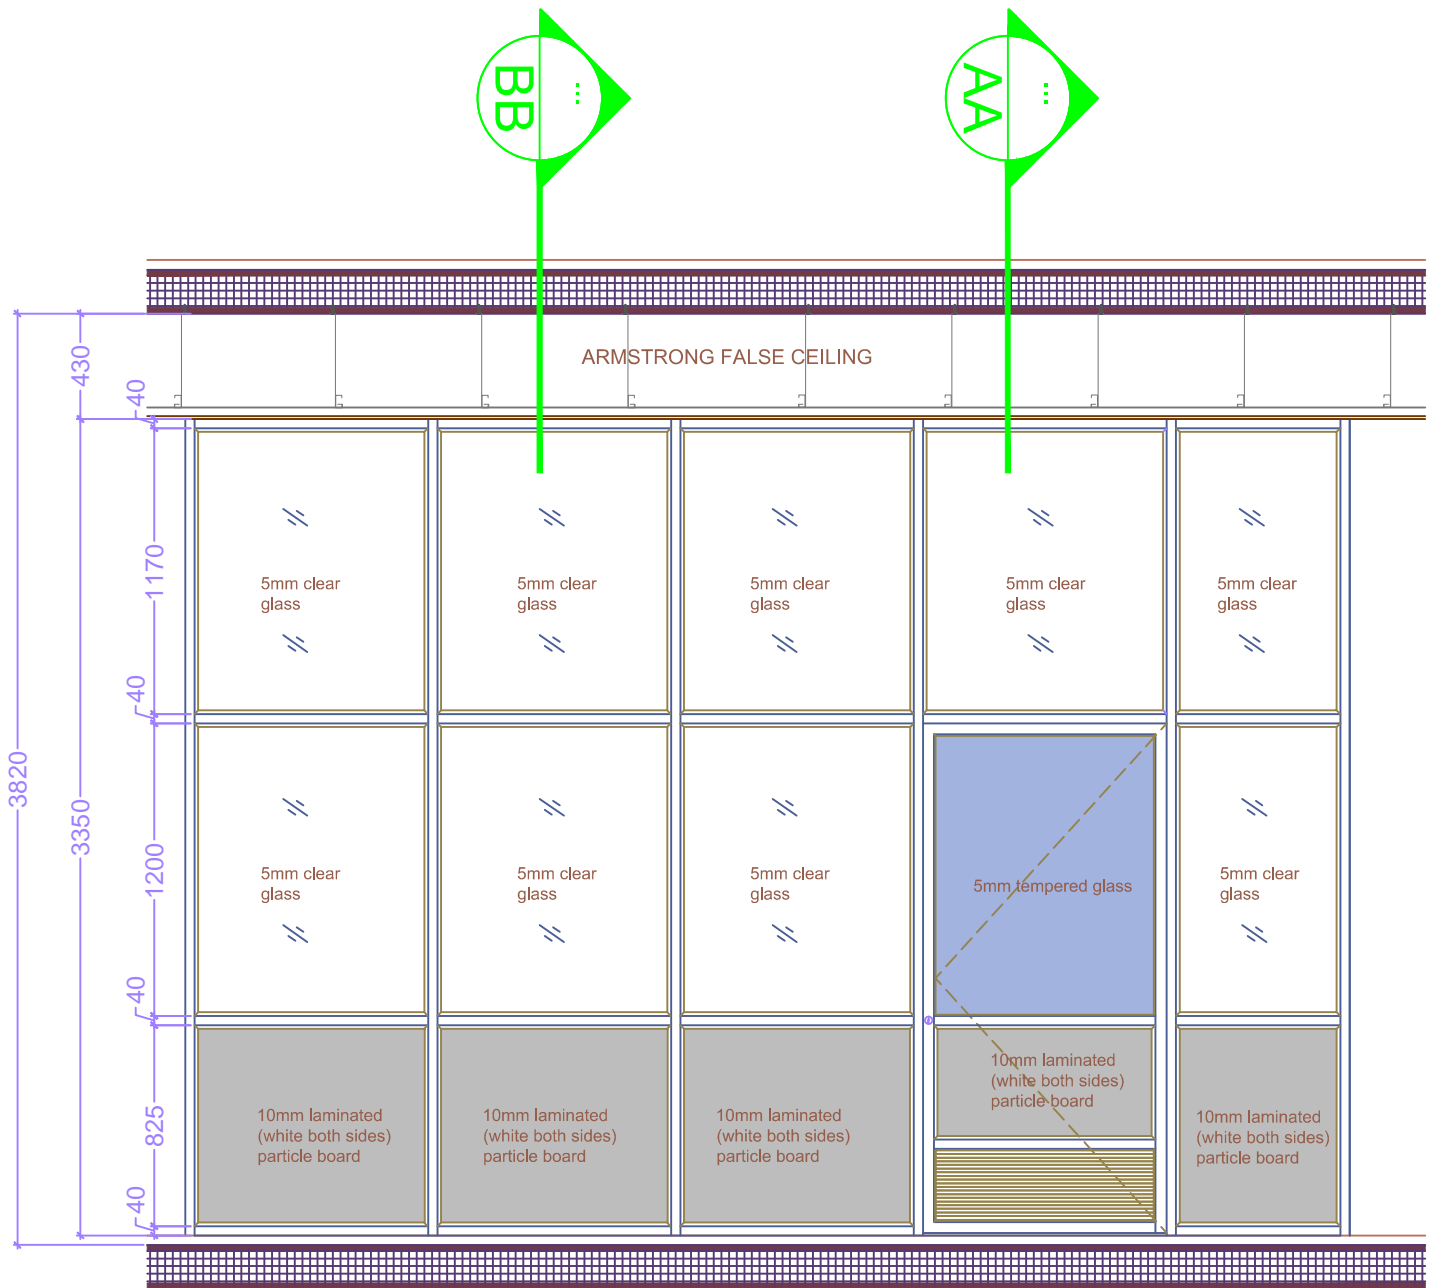 BB
...
AA
...
ARMSTRONG FALSE CEILING
430
40
1170
40
3820
3350
1200
40
825
40
5mm clear
glass
5mm clear
glass
5mm clear
glass
5mm clear
glass
5mm clear
glass
5mm clear
glass
5mm clear
glass
5mm clear
glass
5mm tempered glass
5mm clear
glass
10mm laminated
(white both sides)
particle board
10mm laminated
(white both sides)
particle board
10mm laminated
(white both sides)
particle board
10mm laminated
(white both sides)
particle board
10mm laminated
(white both sides)
particle board